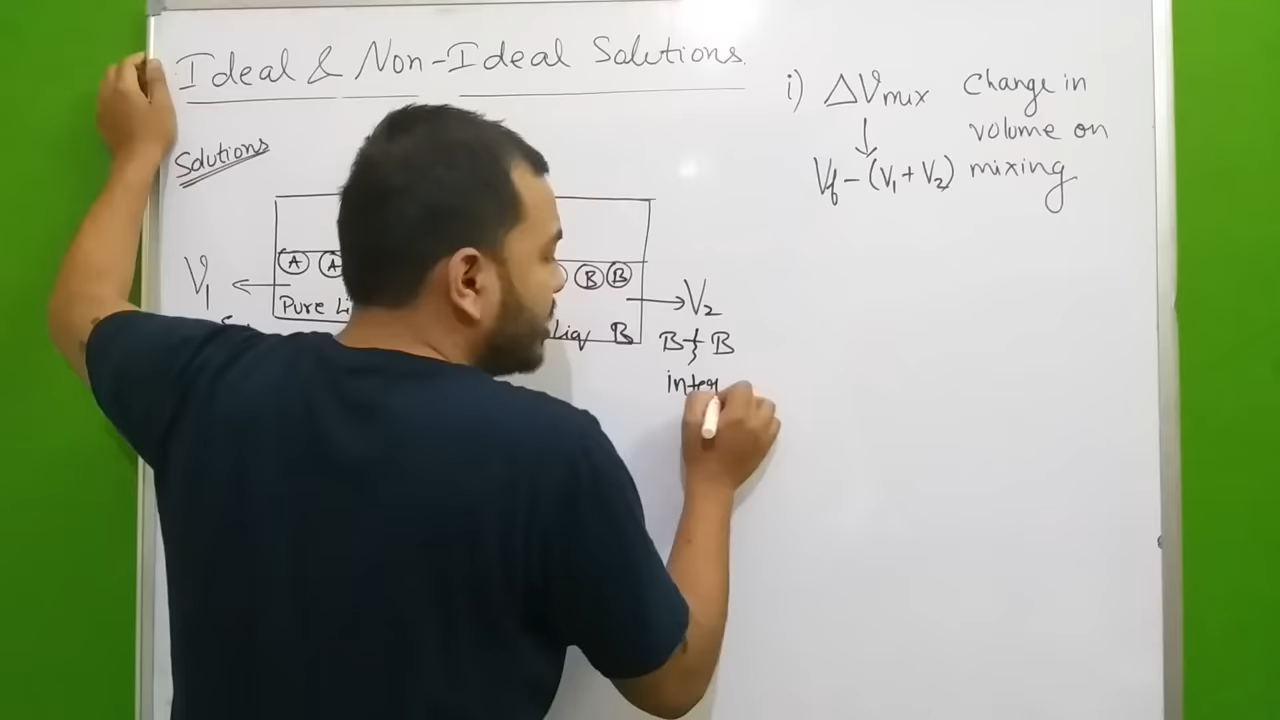 Ideal & Non-Ideal Solutions
i) ΔVmix Change in
volume on
Vf - (V1 + V2) mixing
Solutions
A A
B B
V1
Pure
Liq B
V2
B B
inter